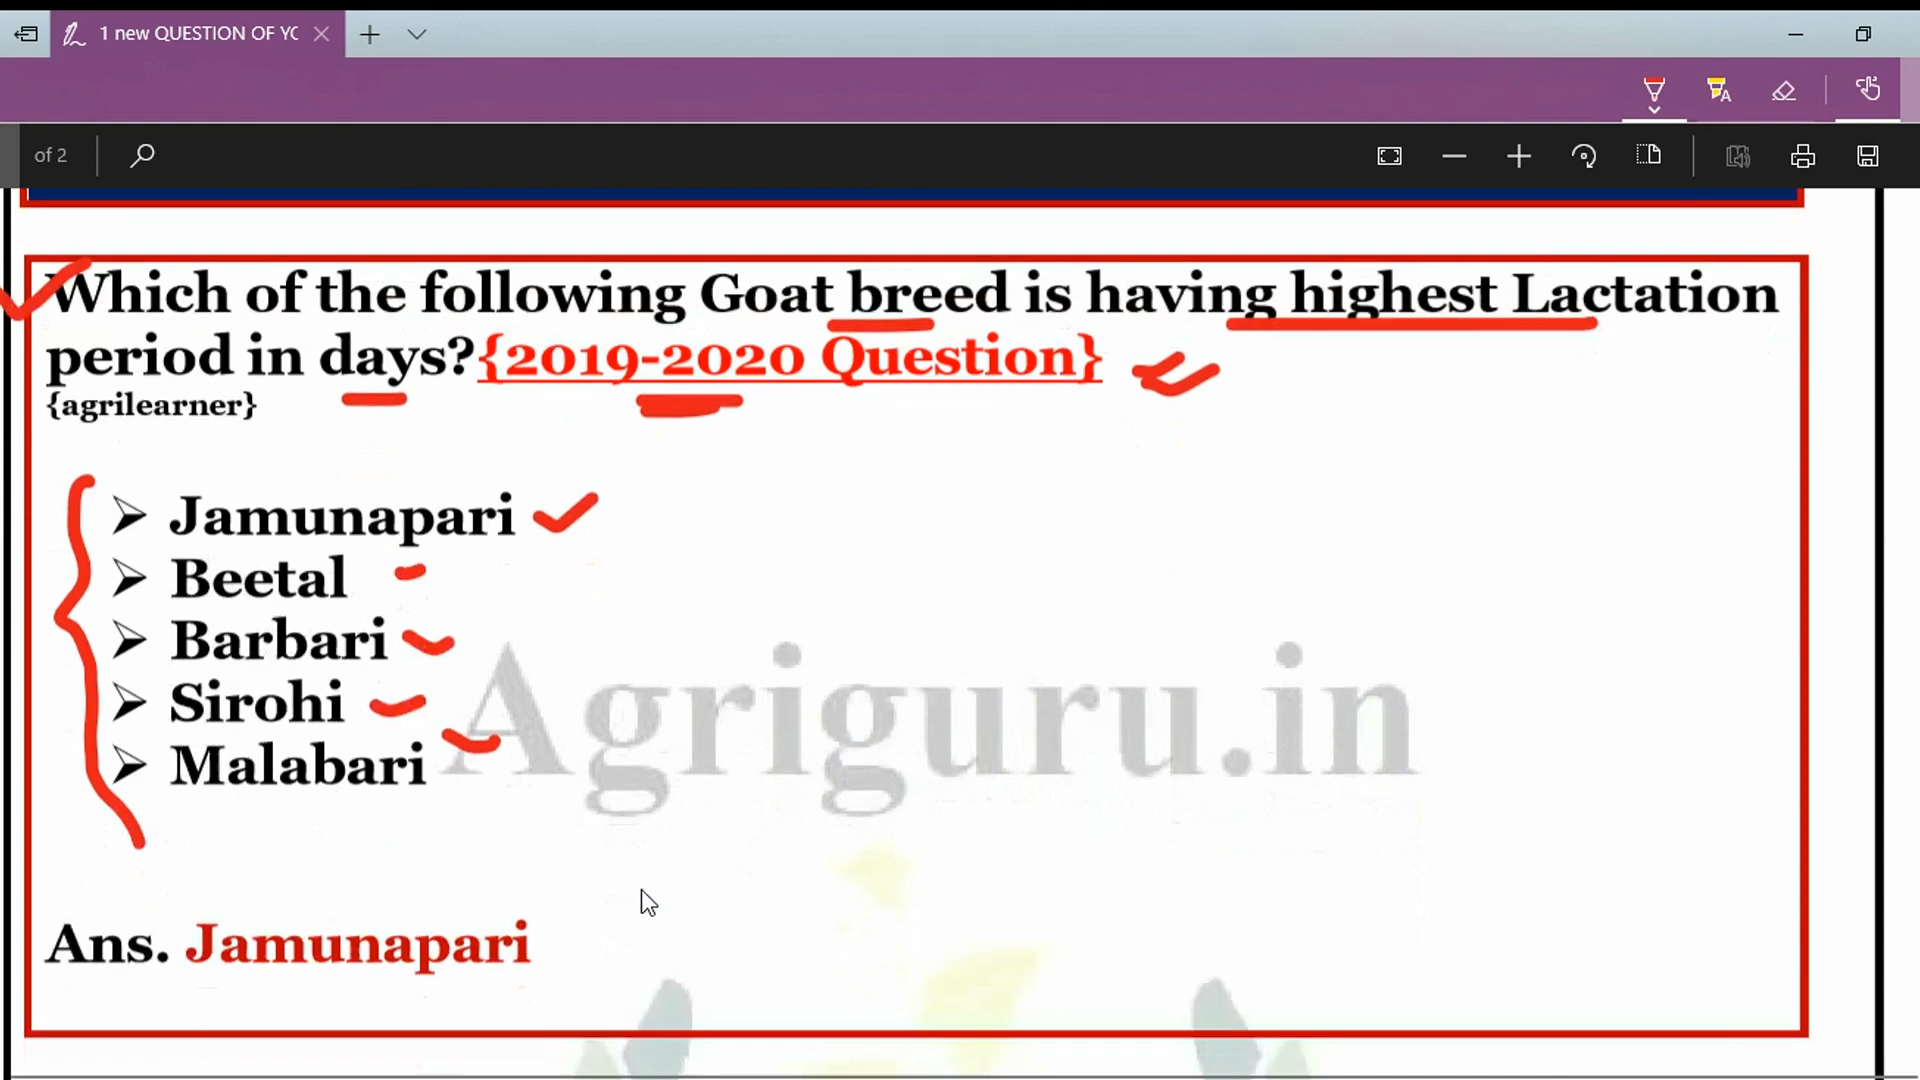 1 new QUESTION OF YO
of 2
Which of the following Goat breed is having highest Lactation
period in days?{2019-2020 Question}
{agrilearner}
Jamunapari
Beetal
Barbari
Sirohi
Malabari
Agriguru.in
Ans. Jamunapari